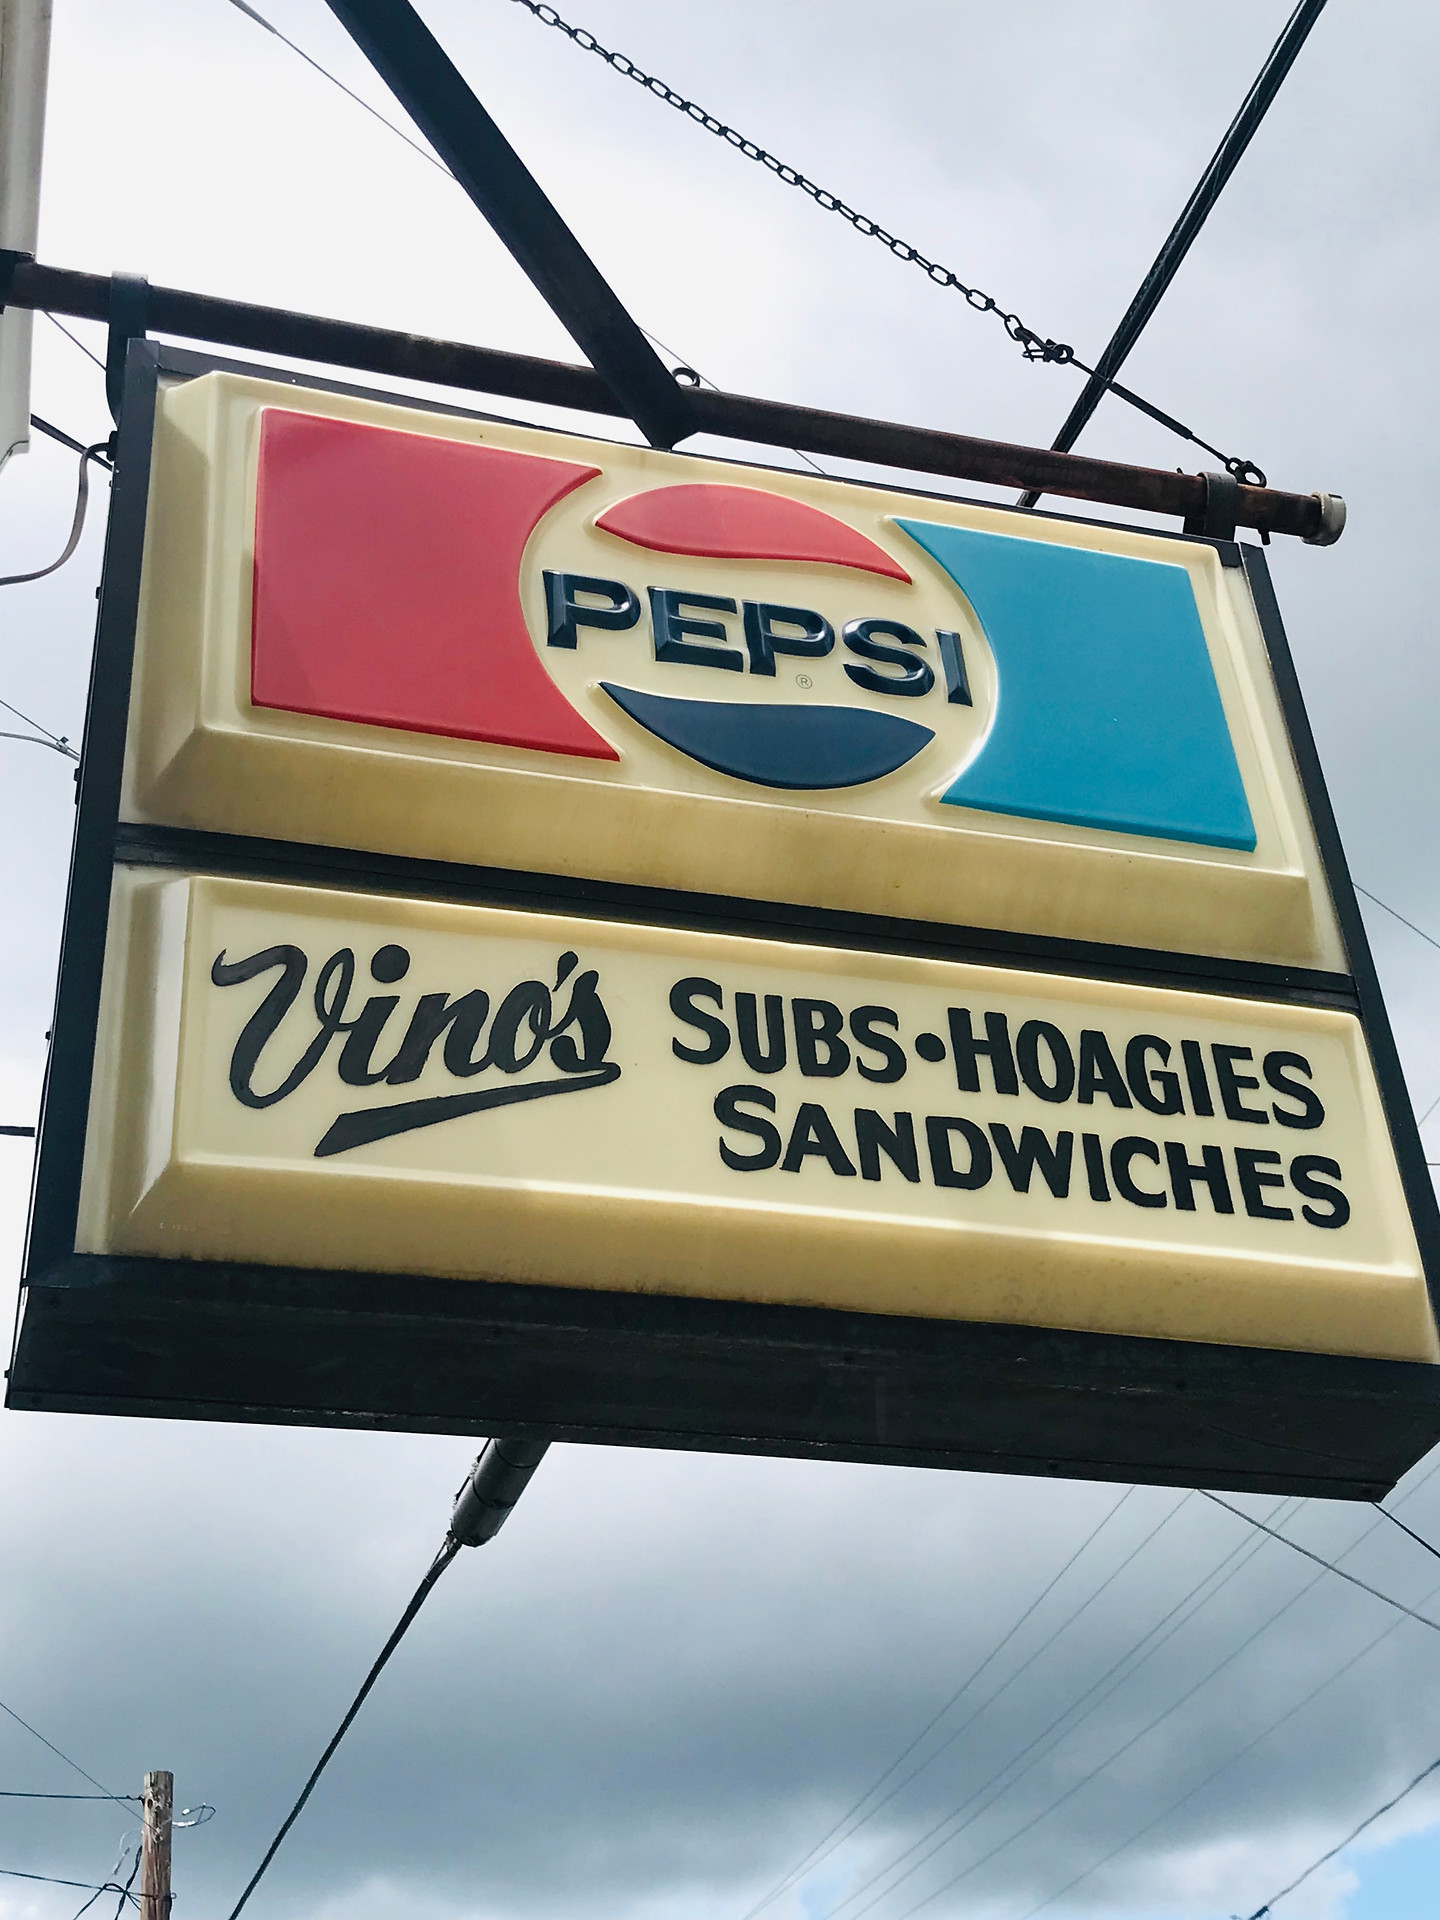 PEPSI
®
Vino's SUBS•HOAGIES
SANDWICHES